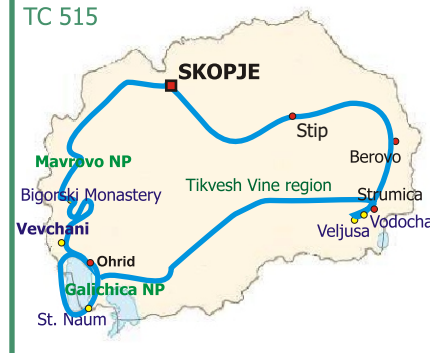 TC 515
SKOPJE
Stip
Berovo
Mavrovo NP
Tikvesh Vine region
Bigorski Monastery
Strumica
Vodocha
Veljusa
Vevchani
Ohrid
Galichica NP
St. Naum